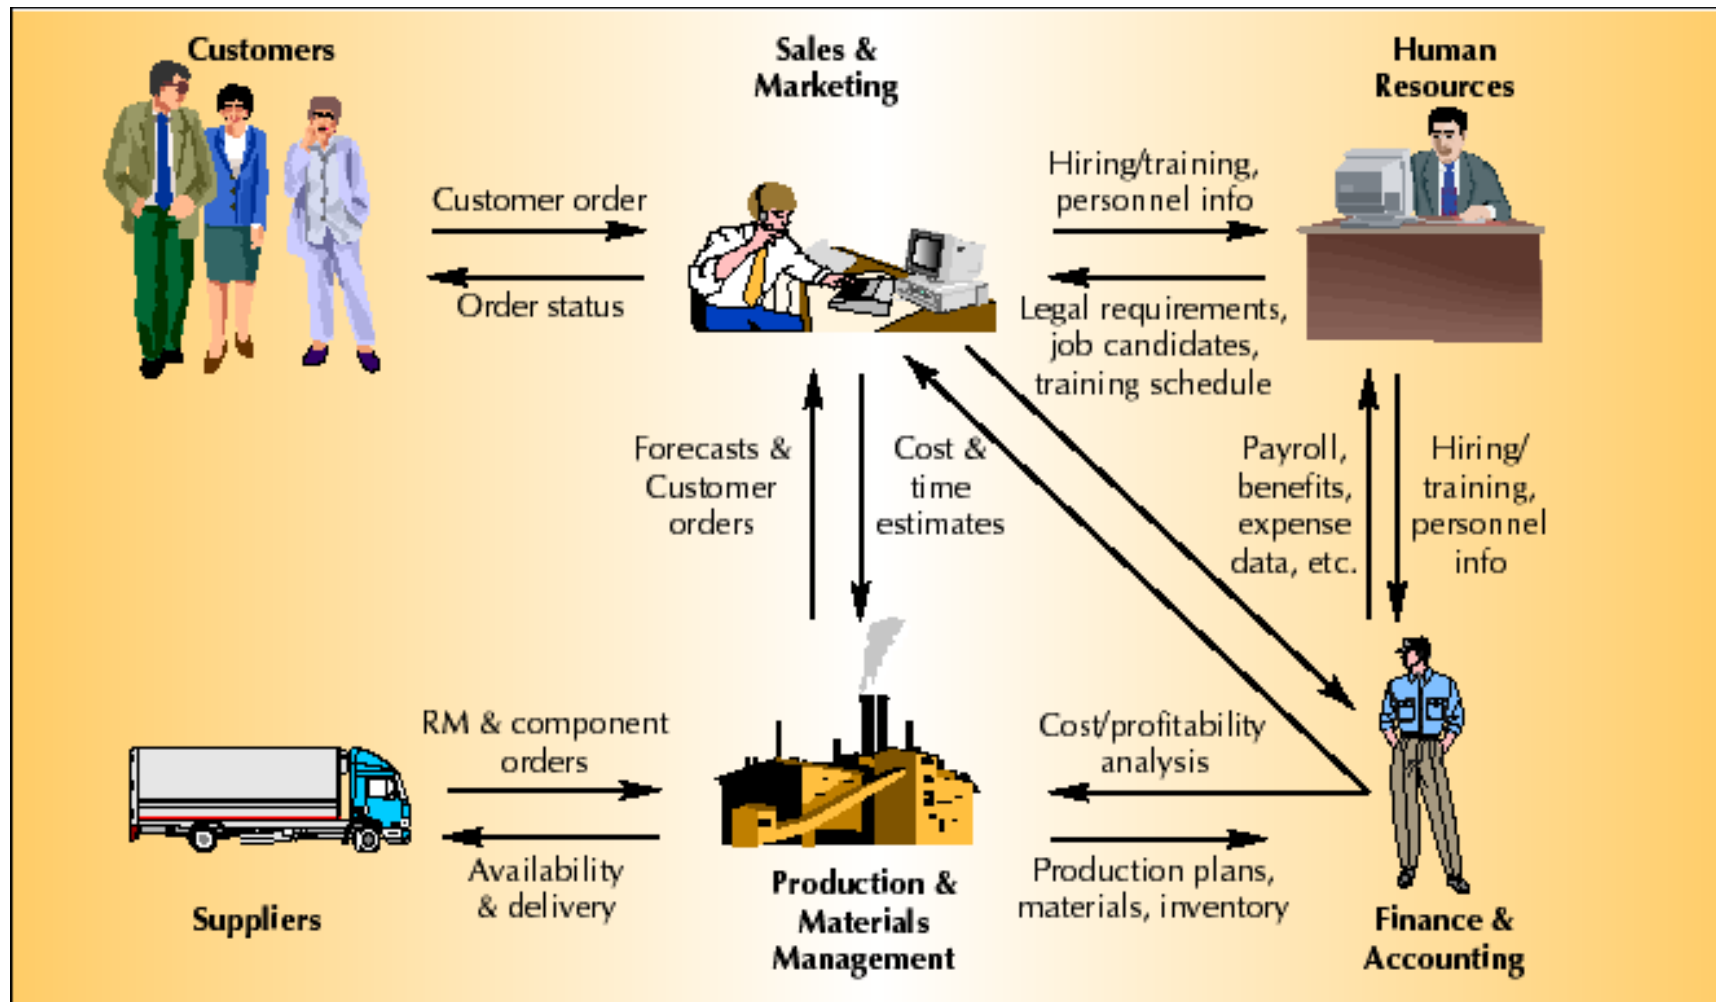 Customers
Sales &
Marketing
Human
Resources
Customer order
Order status
Hiring/training,
personnel info
Legal requirements,
job candidates,
training schedule
Forecasts &
Customer
orders
Cost &
time
estimates
Payroll,
benefits,
expense
data, etc.
Hiring/
training,
personnel
info
RM & component
orders
Availability
& delivery
Cost/profitability
analysis
Production plans,
materials, inventory
Suppliers
Production &
Materials
Management
Finance &
Accounting